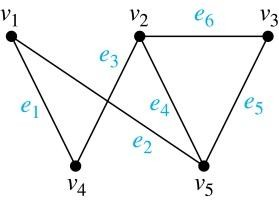 v₁ v₂ e₆ v₃
e₃
e₁ e₄ e₅
e₂
v₄ v₅